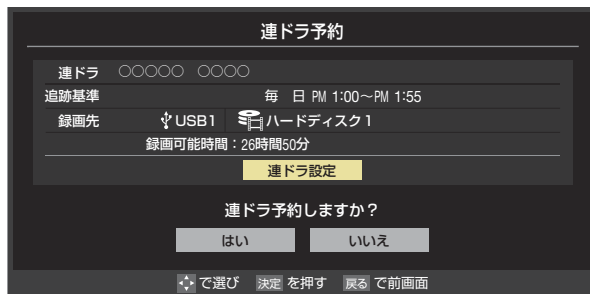 連ドラ予約
連ドラ ○○○○○ ○○○○
追跡基準 毎 日 PM 1:00〜PM 1:55
録画先 USB1 ハードディスク1
録画可能時間：26時間50分
連ドラ設定
連ドラ予約しますか？
はい いいえ
で選び 決定 を押す 戻る で前画面